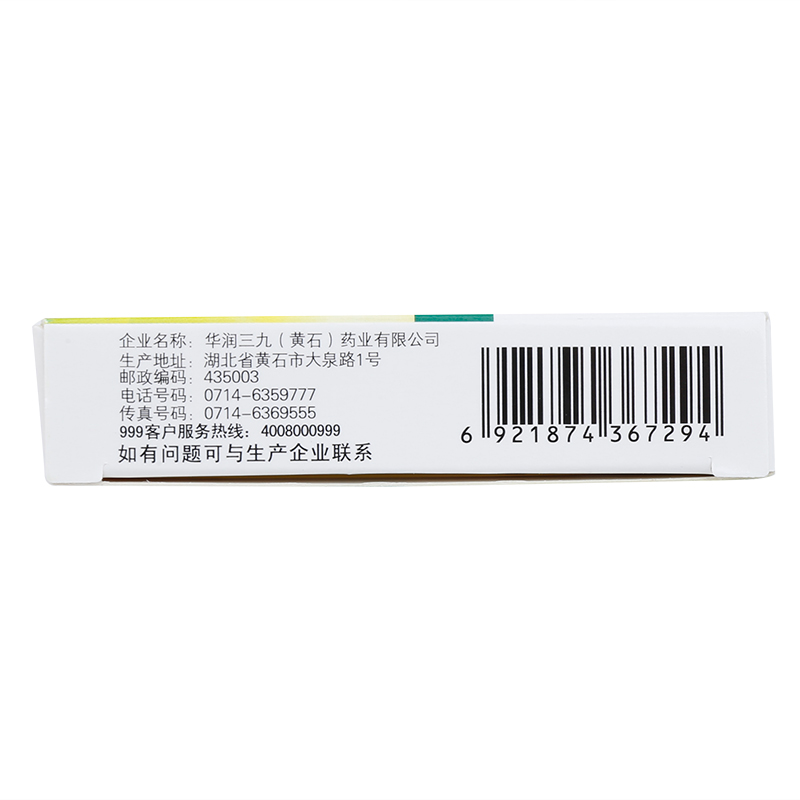 企业名称：华润三九（黄石）药业有限公司
生产地址：湖北省黄石市大泉路1号
邮政编码：435003
电话号码：0714-6359777
传真号码：0714-6369555
999客户服务热线：4008000999
如有问题可与生产企业联系
6 921874 367294